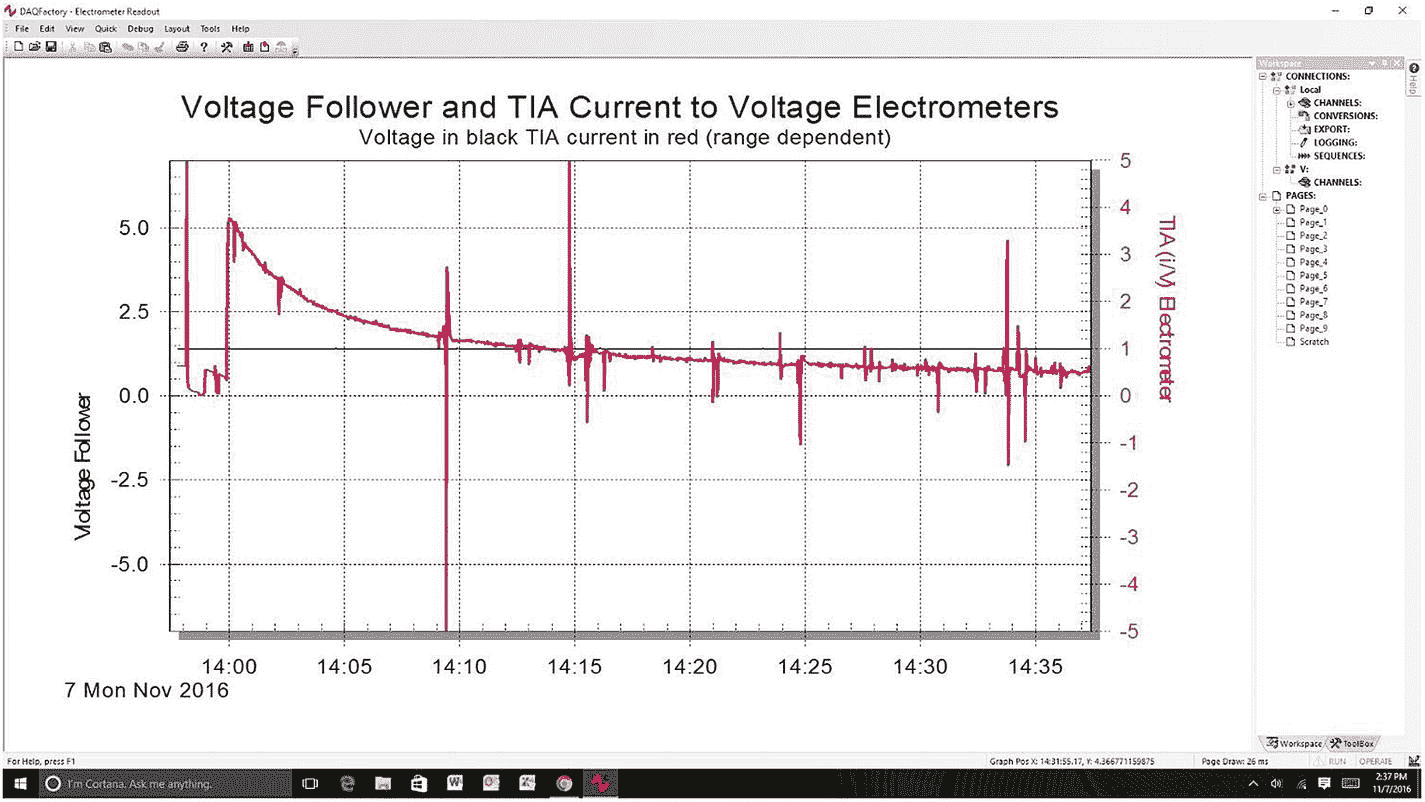 DAQFactory - Electrometer Readout
File Edit View Quick Debug Layout Tools Help
Voltage Follower and TIA Current to Voltage Electrometers
Voltage in black TIA current in red (range dependent)
Voltage Follower
5.0
2.5
0.0
-2.5
-5.0
14:00 14:05 14:10 14:15 14:20 14:25 14:30 14:35
7 Mon Nov 2016
5
4
3
2
1
0
-1
-2
-3
-4
-5
TIA (i/V) Electrometer
Workspace
CONNECTIONS:
Local
CHANNELS:
CONVERSIONS:
EXPORT:
LOGGING:
SEQUENCES:
V:
CHANNELS:
PAGES:
Page_0
Page_1
Page_2
Page_3
Page_4
Page_5
Page_6
Page_7
Page_8
Page_9
Scratch
Help
Workspace ToolBox
For Help, press F1
Graph Pos X: 14:31:55.17, Y: 4.366771159875 Page Draw: 26 ms RUN OPERATE
I'm Cortana. Ask me anything.
2:37 PM
11/7/2016